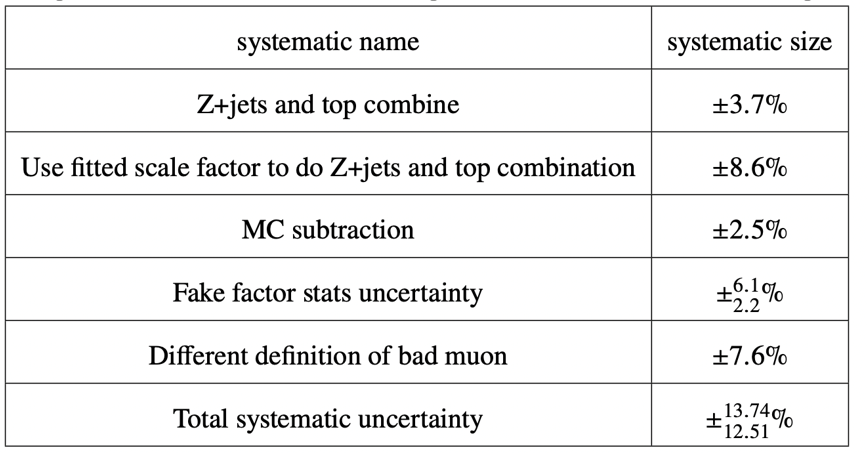 systematic name systematic size
Z+jets and top combine ±3.7%
Use fitted scale factor to do Z+jets and top combination ±8.6%
MC subtraction ±2.5%
Fake factor stats uncertainty ±6.1 2.2%
Different definition of bad muon ±7.6%
Total systematic uncertainty ±13.74 12.51%